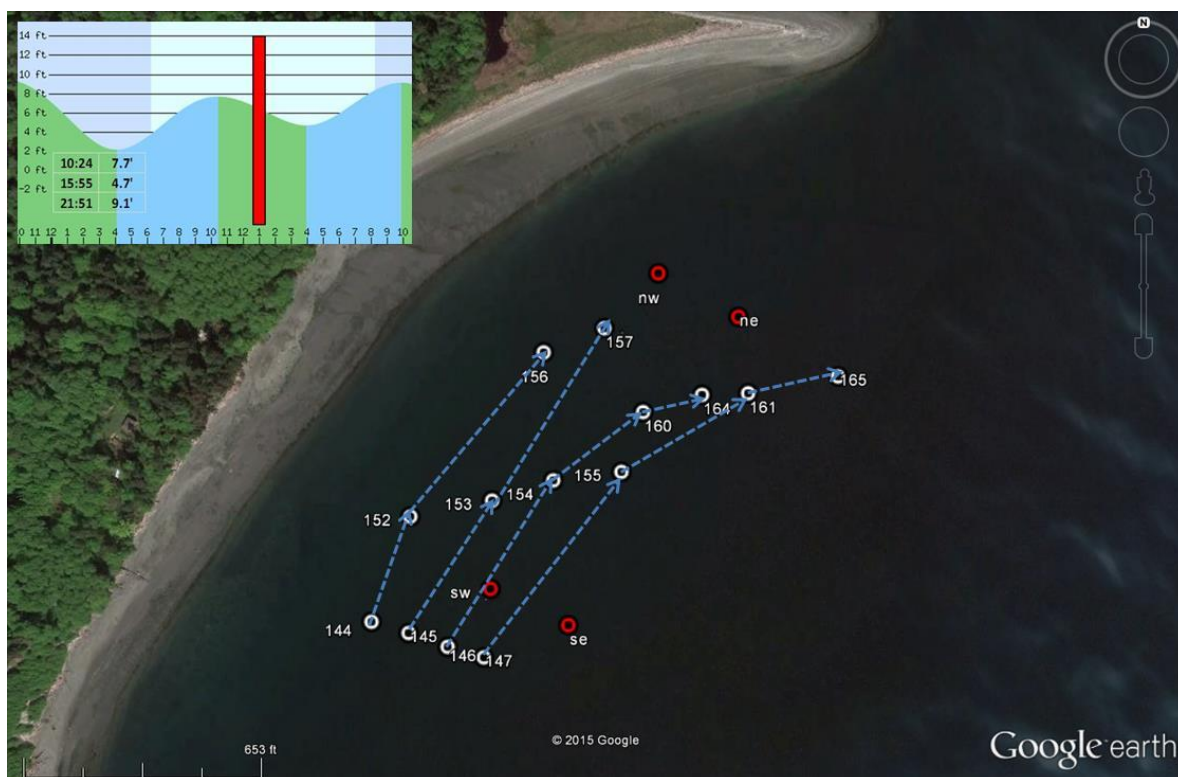 14 ft
12 ft
10 ft
8 ft
6 ft
4 ft
2 ft
0 ft
-2 ft
10:24 7.7'
15:55 4.7'
21:51 9.1'
0 11 12 1 2 3 4 5 6 7 8 9 10 11 12 1 2 3 4 5 6 7 8 9 10
N
nw
ne
157
156
165
164
161
160
155
154
153
152
sw
144
145
146
147
se
653 ft
© 2015 Google
Google earth